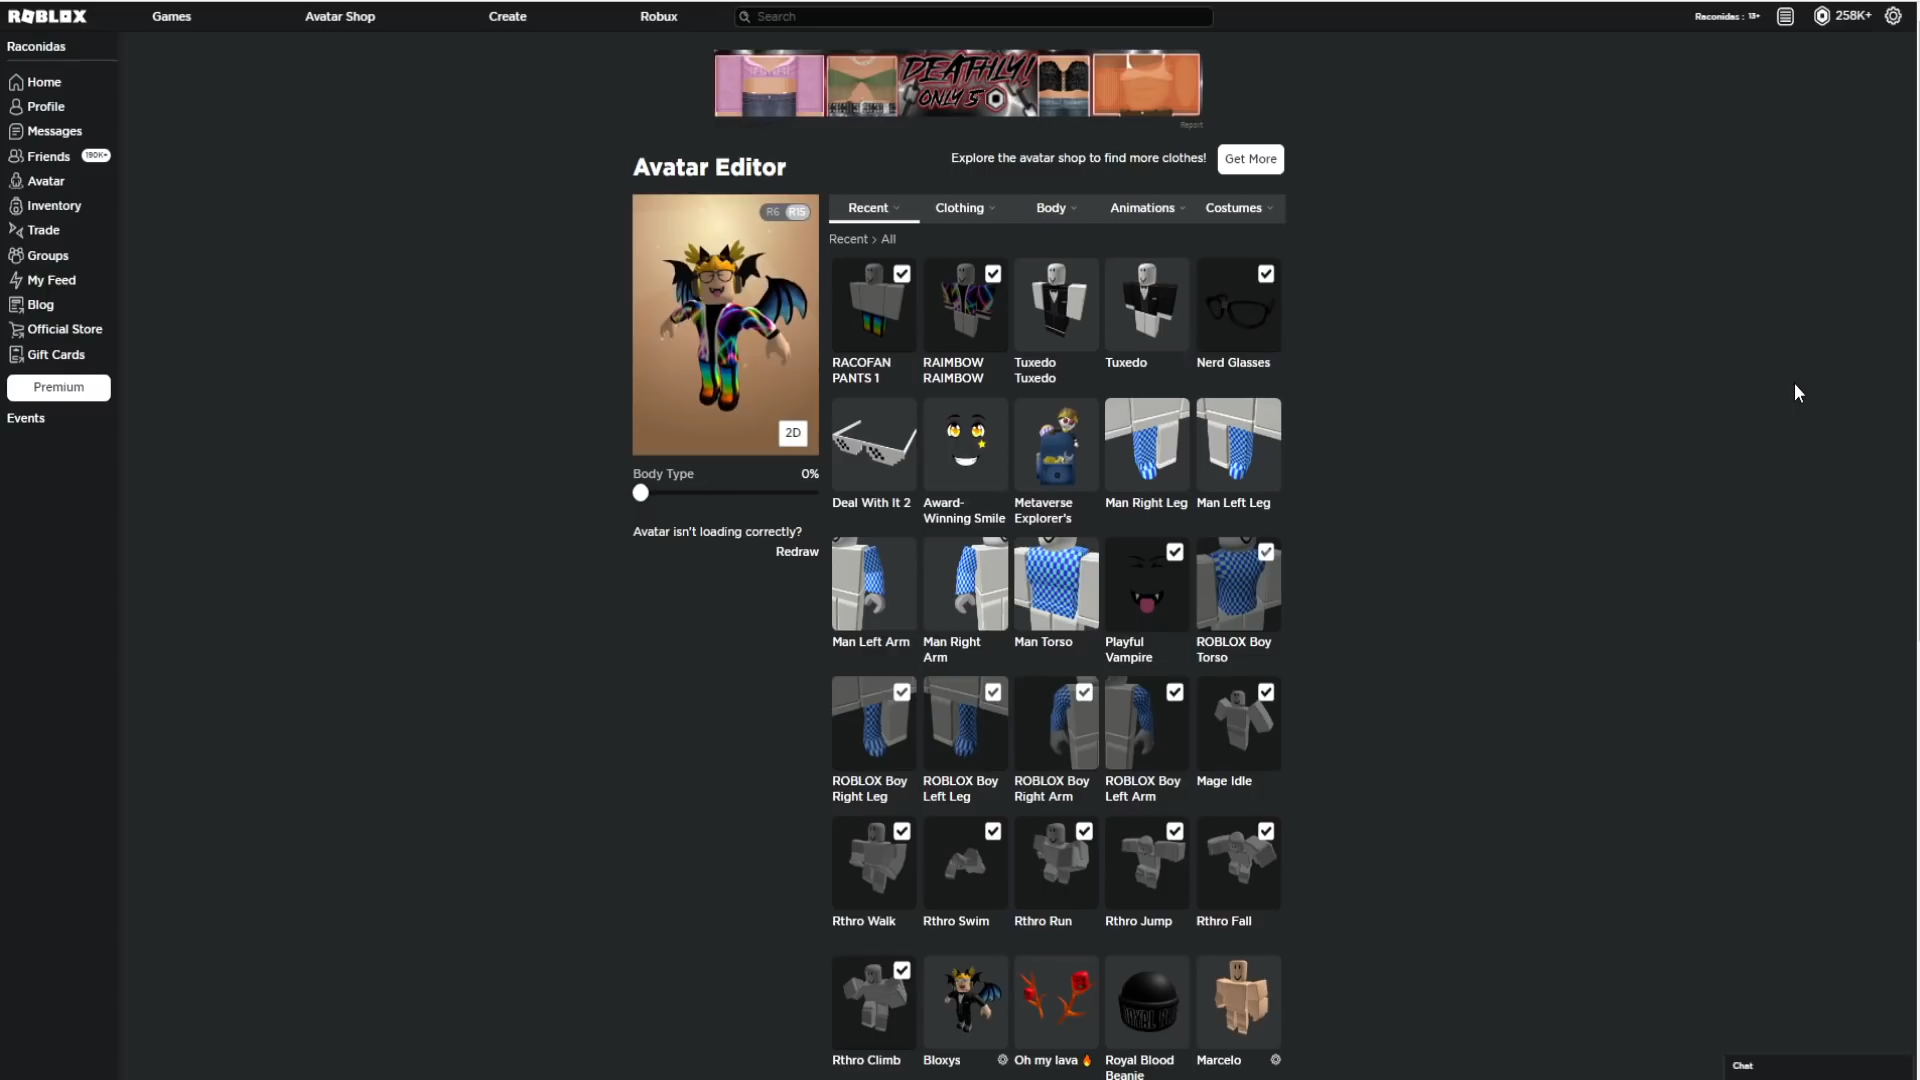 ROBLOX
Games
Avatar Shop
Create
Robux
Search
Raconidas : 13+
258K+
Raconidas
Home
Profile
Messages
Friends
190K+
Avatar
Inventory
Trade
Groups
My Feed
Blog
Official Store
Gift Cards
Premium
Events
DEATHLY!
ONLY 5
Report
Avatar Editor
Explore the avatar shop to find more clothes!
Get More
R6 R15
2D
Body Type 0%
Avatar isn't loading correctly?
Redraw
Recent
Clothing
Body
Animations
Costumes
Recent > All
RACOFAN
PANTS 1
RAIMBOW
RAIMBOW
Tuxedo
Tuxedo
Tuxedo
Nerd Glasses
Deal With It 2
Award-
Winning Smile
Metaverse
Explorer's
Man Right Leg
Man Left Leg
Man Left Arm
Man Right
Arm
Man Torso
Playful
Vampire
ROBLOX Boy
Torso
ROBLOX Boy
Right Leg
ROBLOX Boy
Left Leg
ROBLOX Boy
Right Arm
ROBLOX Boy
Left Arm
Mage Idle
Rthro Walk
Rthro Swim
Rthro Run
Rthro Jump
Rthro Fall
Rthro Climb
Bloxys
Oh my lava 🔥
Royal Blood
Beanie
Marcelo
Chat